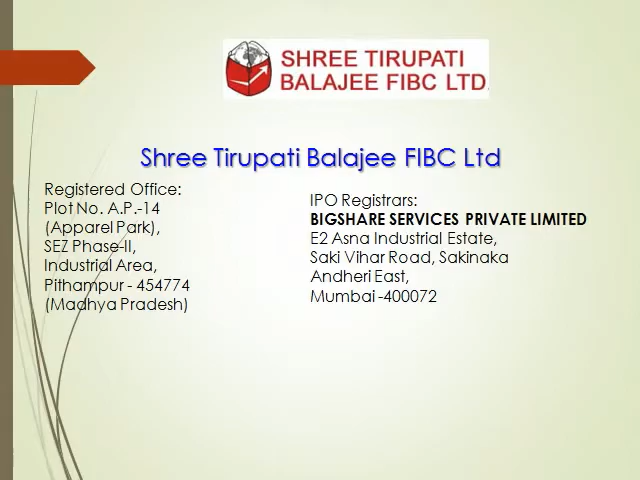 SHREE TIRUPATI
BALAJEE FIBC LTD.
Shree Tirupati Balajee FIBC Ltd
Registered Office:
Plot No. A.P.-14
(Apparel Park),
SEZ Phase-II,
Industrial Area,
Pithampur - 454774
(Madhya Pradesh)
IPO Registrars:
BIGSHARE SERVICES PRIVATE LIMITED
E2 Asna Industrial Estate,
Saki Vihar Road, Sakinaka
Andheri East,
Mumbai -400072